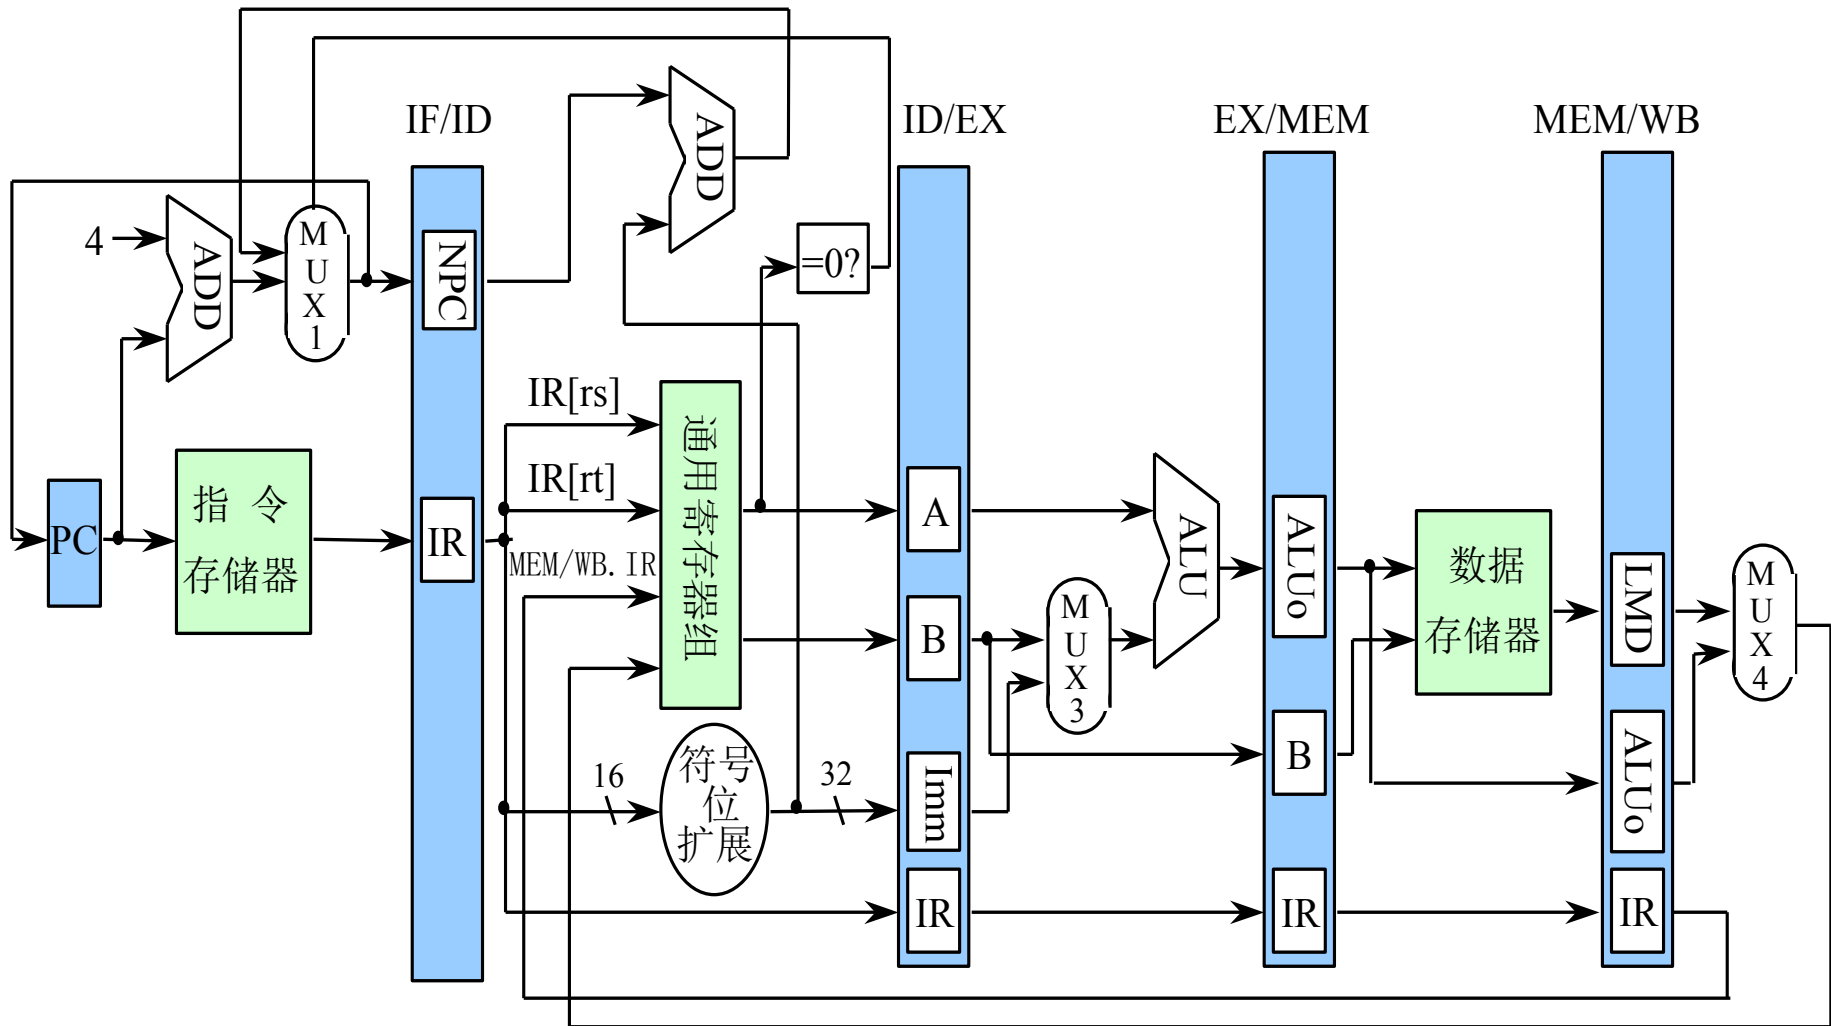 IF/ID
ID/EX
EX/MEM
MEM/WB
4
ADD
MUX1
NPC
ADD
=0?
PC
指 令
存储器
IR
IR[rs]
IR[rt]
MEM/WB. IR
通用寄存器组
16
符号
位
扩展
32
A
B
Imm
IR
MUX3
ALU
ALUo
B
IR
数据
存储器
LMD
ALUo
IR
MUX4